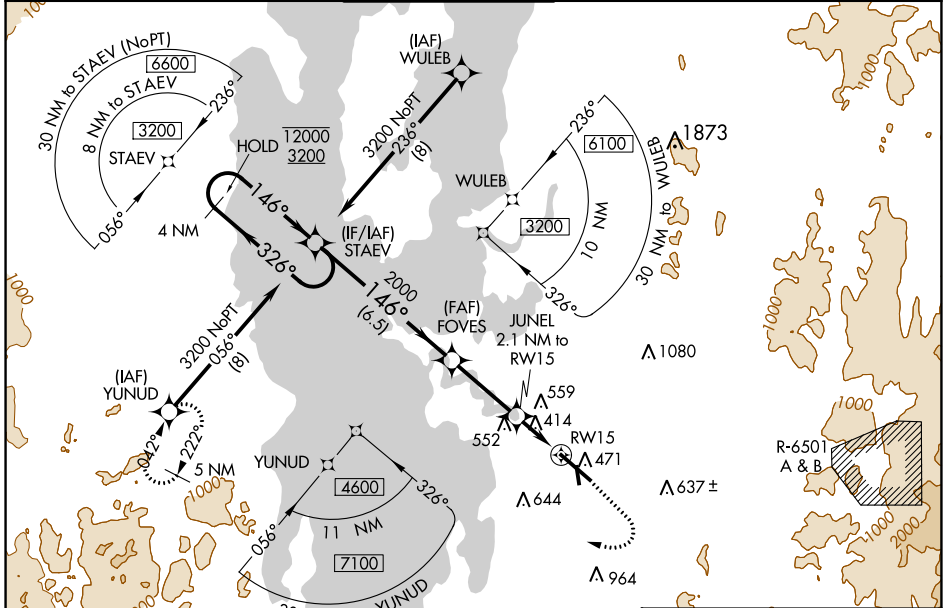 1000
30 NM to STAEV (NoPT)
6600
8 NM to STAEV
3200
236°
STAEV
056°
HOLD
12000
3200
4 NM
146°
326°
(IF/IAF)
STAEV
(IAF)
WULEB
3200 NoPT
236°
(8)
WULEB
236°
6100
3200
10 NM
30 NM to WULEB
326°
1873
1000
1000
1000
1000
2000
146°
(6.5)
(FAF)
FOVES
JUNEL
2.1 NM to
RW15
1080
559
414
552
RW15
471
644
637 ±
964
3200 NoPT
056°
(8)
(IAF)
YUNUD
042°
222°
5 NM
1000
YUNUD
4600
326°
056°
11 NM
7100
YUNUD
1000
R-6501
A & B
1000
2000